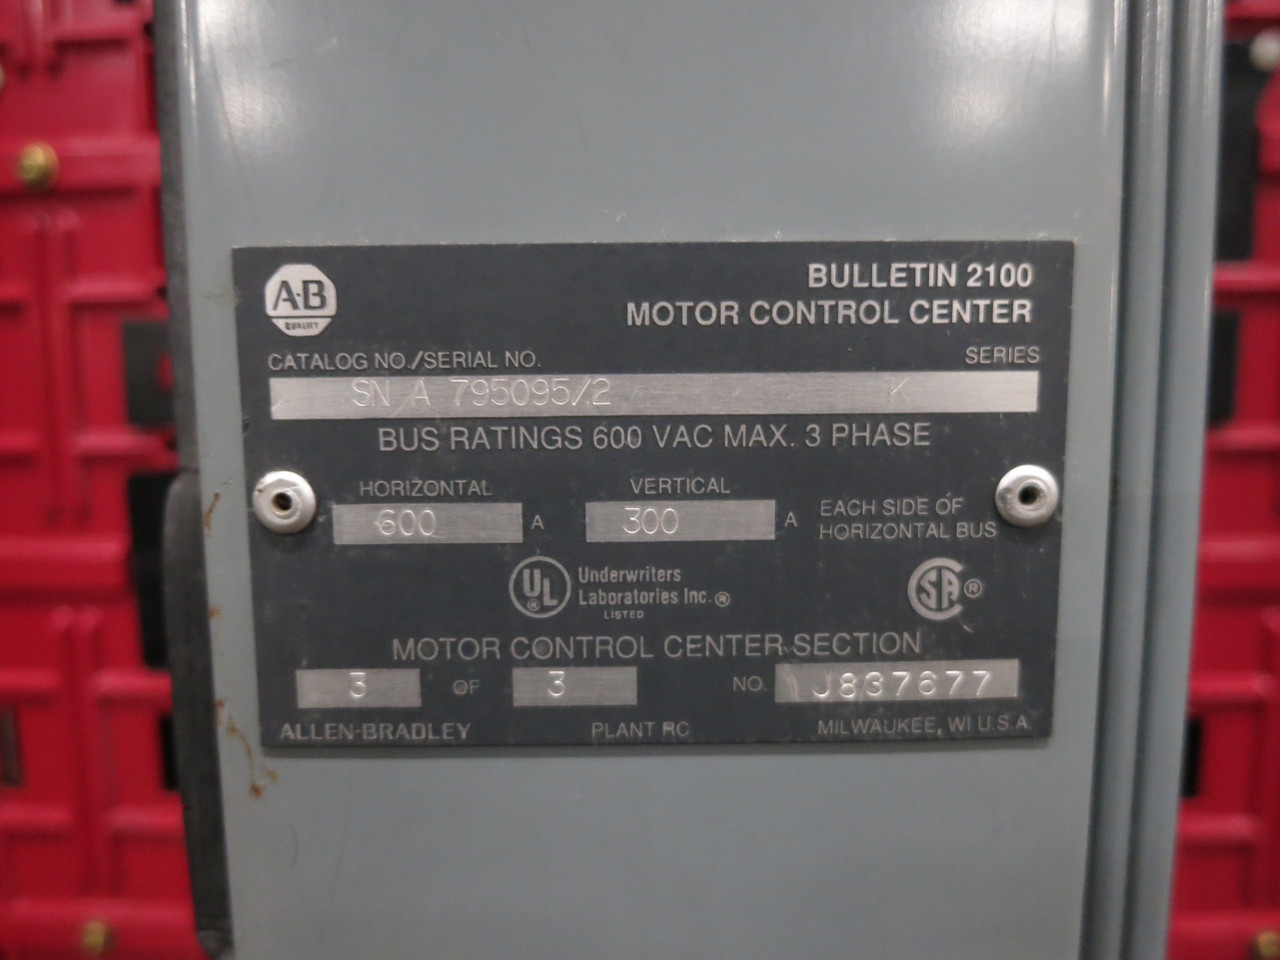 A-B
QUALITY
BULLETIN 2100
MOTOR CONTROL CENTER
CATALOG NO./SERIAL NO. SERIES
SN A 795095/2 K
BUS RATINGS 600 VAC MAX. 3 PHASE
HORIZONTAL VERTICAL
600 A 300 A EACH SIDE OF
HORIZONTAL BUS
UL ® Underwriters
Laboratories Inc. ®
LISTED
SA ®
MOTOR CONTROL CENTER SECTION
3 OF 3 NO. J837677
ALLEN-BRADLEY PLANT RC MILWAUKEE, WI U.S.A.